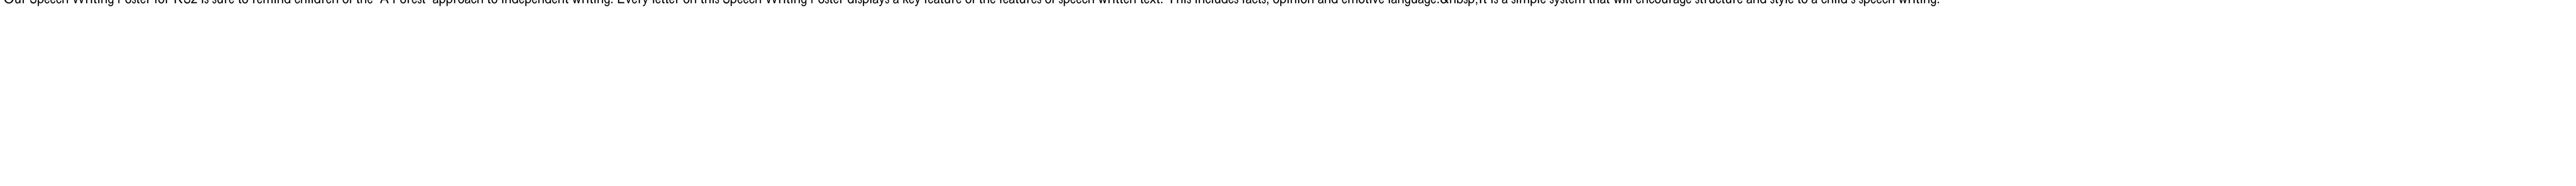 Our Speech Writing Poster for KS2 is sure to remind children of the 'A Forest' approach to independent writing. Every letter on this Speech Writing Poster displays a key feature of the features of speech written text. This includes facts, opinion and emotive language.&nbsp;It is a simple system that will encourage structure and style to a child's speech writing.